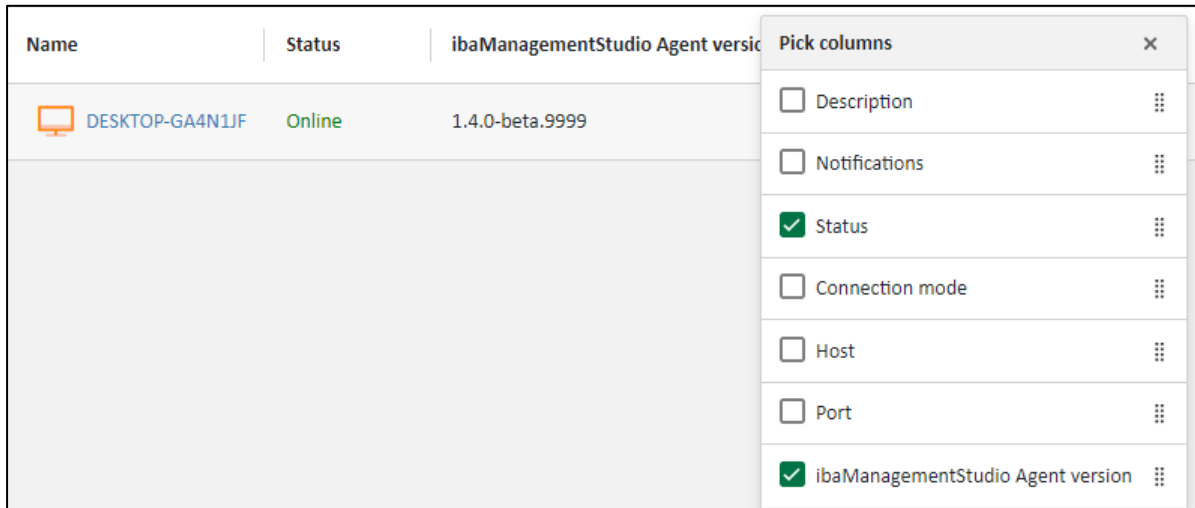 Name Status ibaManagementStudio Agent versic
DESKTOP-GA4N1JF Online 1.4.0-beta.9999
Pick columns
Description
Notifications
Status
Connection mode
Host
Port
ibaManagementStudio Agent version